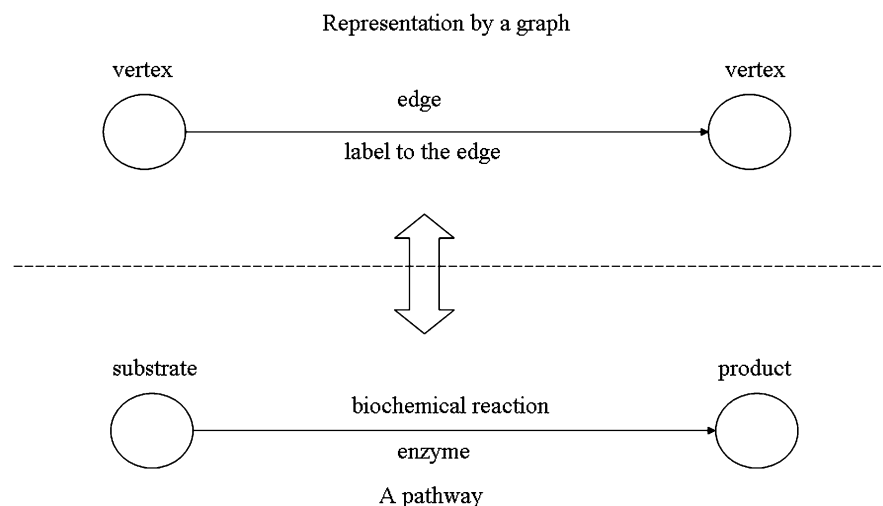 Representation by a graph
vertex
vertex
edge
label to the edge
substrate
product
biochemical reaction
enzyme
A pathway